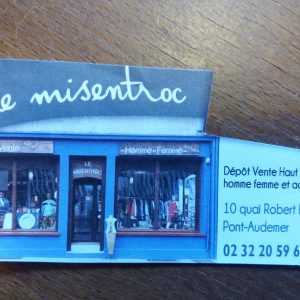 e misentroc
Vente
Homme-Femme
LE
MISENTROC
Dépôt Vente Haut
homme femme et ac
10 quai Robert
Pont-Audemer
02 32 20 59 6